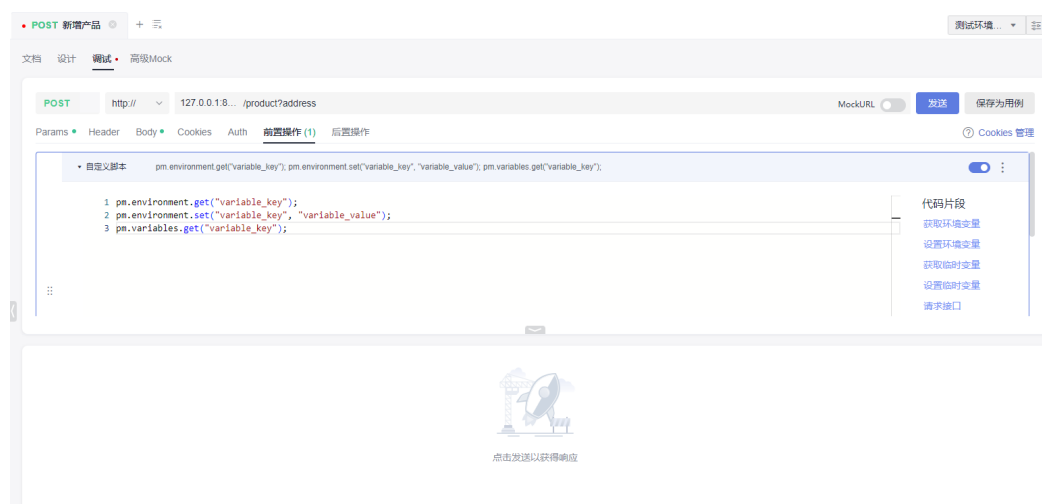 POST 新增产品
测试环境...
文档 设计 调试 高级Mock
POST http:// 127.0.0.1:8... /product?address MockURL 发送 保存为用例
Params Header Body Cookies Auth 前置操作 (1) 后置操作 Cookies 管理
自定义脚本 pm.environment.get("variable_key"); pm.environment.set("variable_key", "variable_value"); pm.variables.get("variable_key");
1 pm.environment.get("variable_key");
2 pm.environment.set("variable_key", "variable_value");
3 pm.variables.get("variable_key");
代码片段
获取环境变量
设置环境变量
获取临时变量
设置临时变量
请求接口
点击发送以获得响应